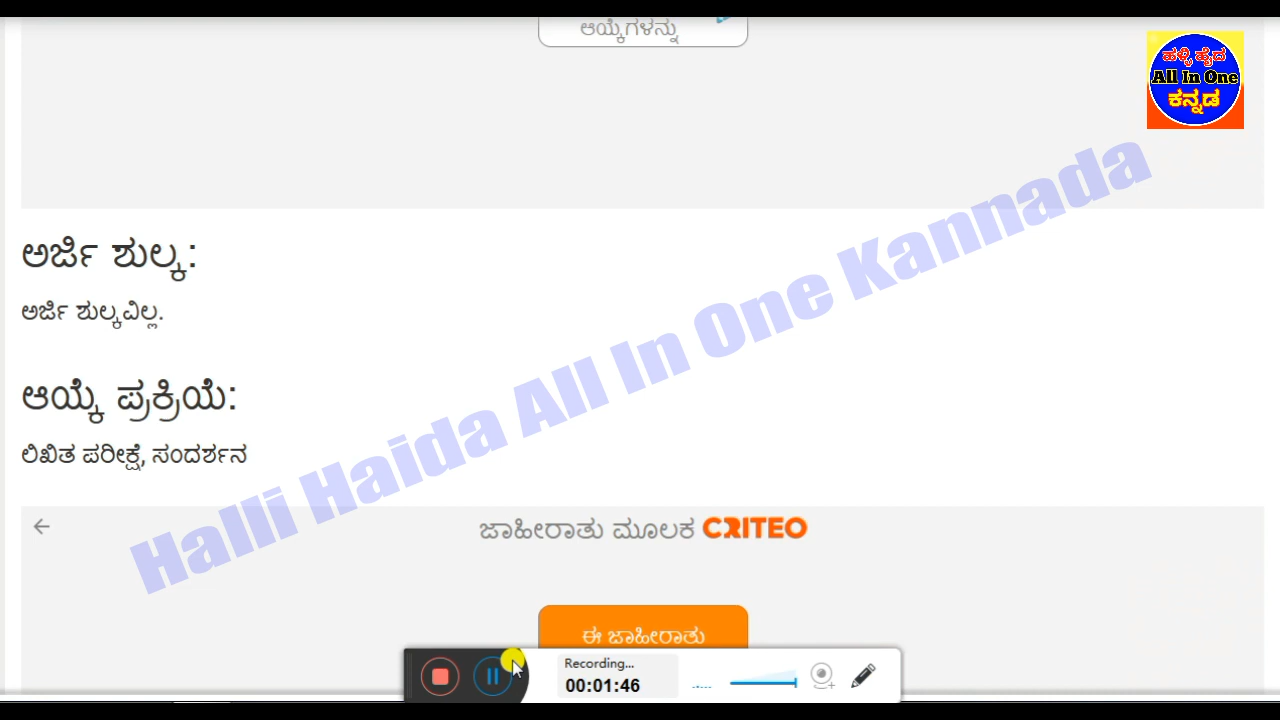 ಆಯ್ಕೆಗಳನ್ನು
ಹಳ್ಳಿ ಹೈದ
All In One
ಕನ್ನಡ
ಅರ್ಜಿ ಶುಲ್ಕ:
ಅರ್ಜಿ ಶುಲ್ಕವಿಲ್ಲ.
ಆಯ್ಕೆ ಪ್ರಕ್ರಿಯೆ:
ಲಿಖಿತ ಪರೀಕ್ಷೆ, ಸಂದರ್ಶನ
Halli Haida All In One Kannada
ಜಾಹೀರಾತು ಮೂಲಕ CRITEO
ಈ ಜಾಹೀರಾತು
Recording...
00:01:46